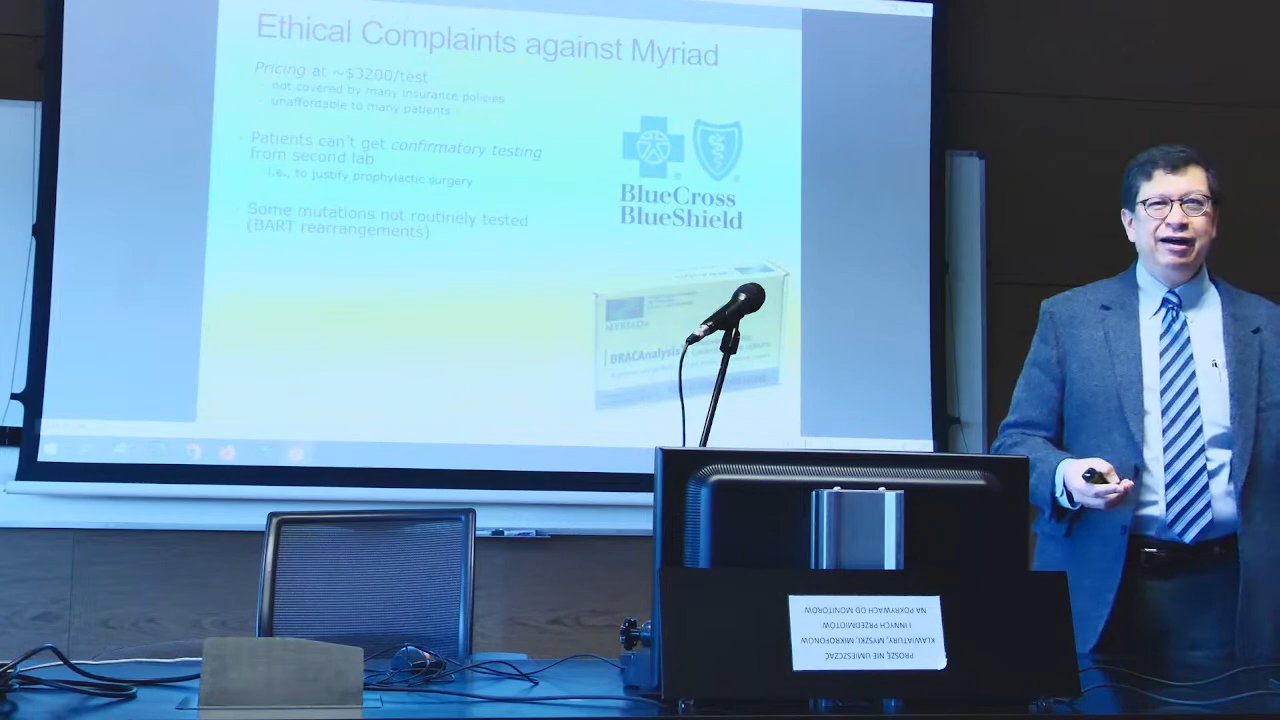 Ethical Complaints against Myriad
Pricing at ~$3200/test
not covered by many insurance policies
unaffordable to many patients
Patients can't get confirmatory testing
from second lab
i.e., to justify prophylactic surgery
Some mutations not routinely tested
(BART rearrangements)
BlueCross
BlueShield
MYRIAD
BRACAnalysis
PROSZĘ NIE UMIESZCZAĆ
KLAWIATURY, MYSZKI, MIKROFONÓW
I INNYCH PRZEDMIOTÓW
NA POKRYWACH OD MONITORÓW